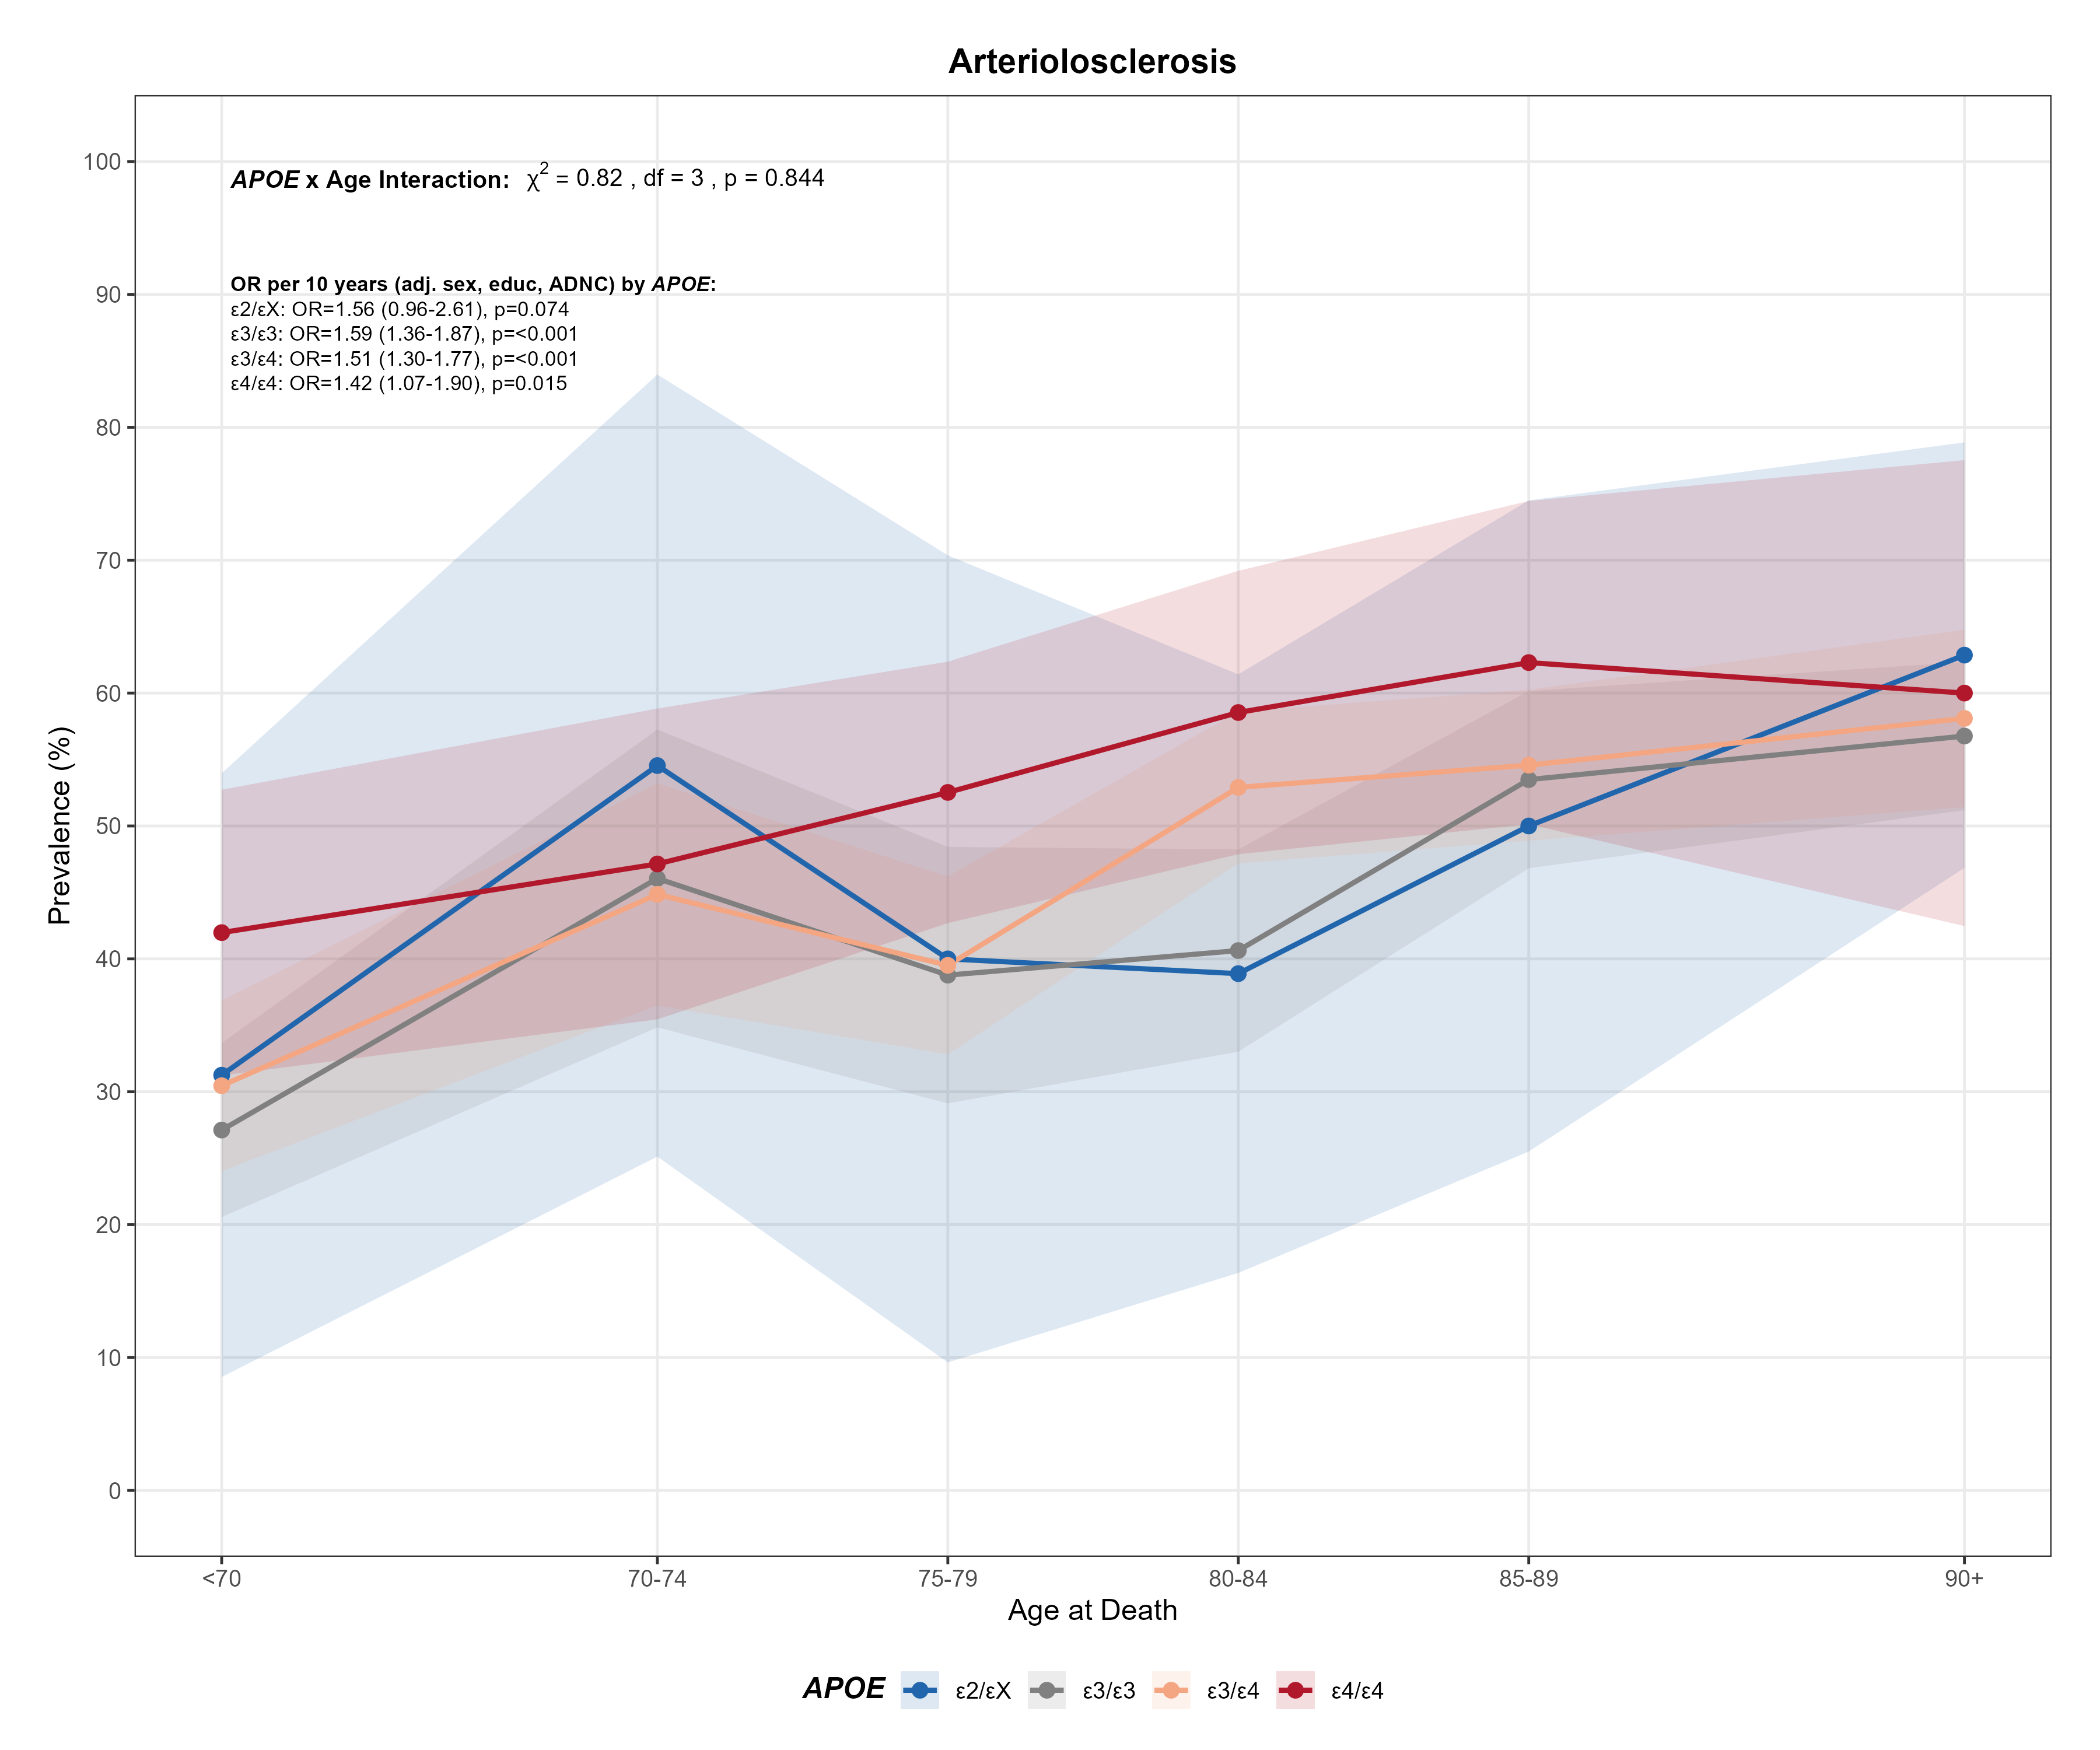 Arteriolosclerosis
APOE x Age Interaction: χ² = 0.82 , df = 3 , p = 0.844
OR per 10 years (adj. sex, educ, ADNC) by APOE:
ε2/εX: OR=1.56 (0.96-2.61), p=0.074
ε3/ε3: OR=1.59 (1.36-1.87), p=<0.001
ε3/ε4: OR=1.51 (1.30-1.77), p=<0.001
ε4/ε4: OR=1.42 (1.07-1.90), p=0.015
Prevalence (%)
100
90
80
70
60
50
40
30
20
10
0
<70 70-74 75-79 80-84 85-89 90+
Age at Death
APOE ε2/εX ε3/ε3 ε3/ε4 ε4/ε4